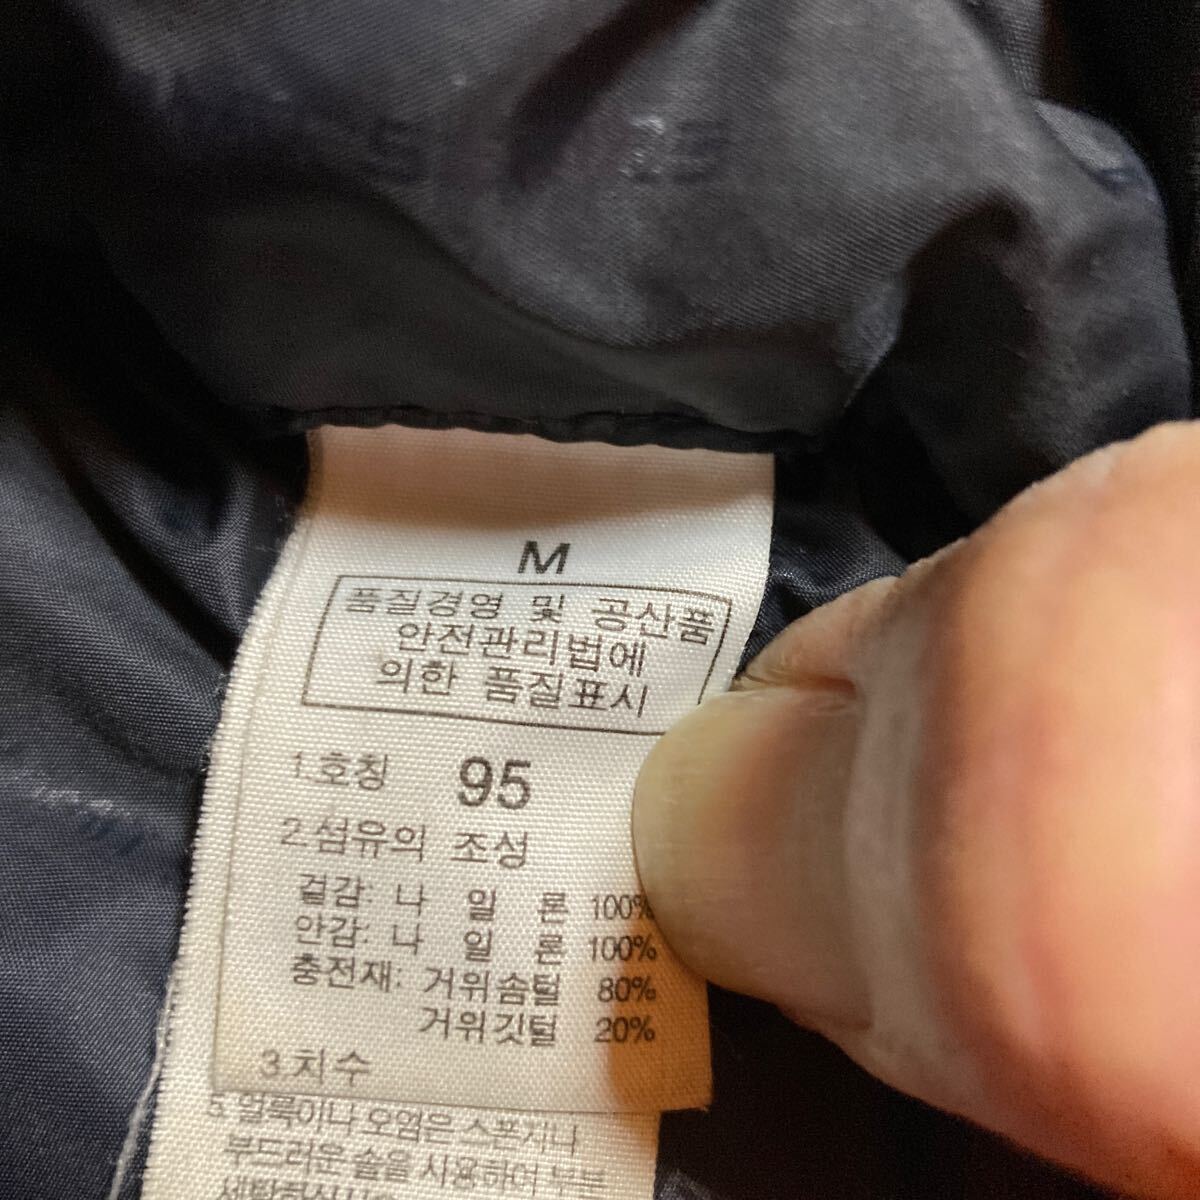 M
품질경영 및 공산품
안전관리법에
의한 품질표시
1.호칭 95
2.섬유의 조성
겉감: 나 일 론 100%
안감: 나 일 론 100%
충전재: 거위솜털 80%
거위깃털 20%
3.치수
5. 얼룩이나 오염은 스폰지나
부드러운 솔을 사용하여 부분